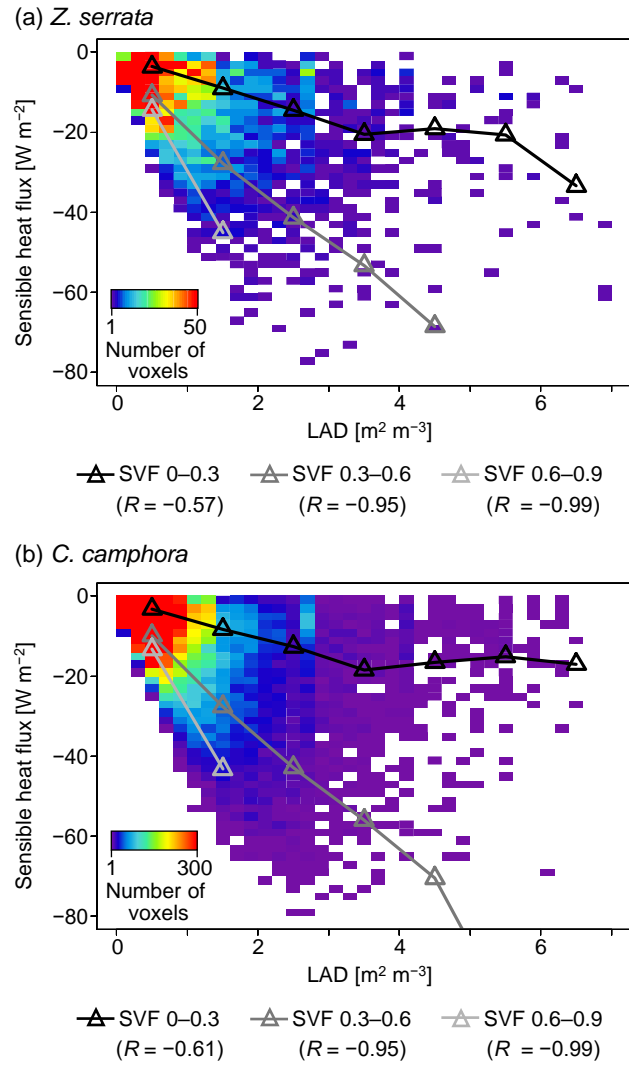 (a) Z. serrata
0
−20
−40
−60
−80
Sensible heat flux [W m⁻²]
1 50
Number of
voxels
0 2 4 6
LAD [m² m⁻³]
SVF 0–0.3 SVF 0.3–0.6 SVF 0.6–0.9
(R = −0.57) (R = −0.95) (R = −0.99)
(b) C. camphora
0
−20
−40
−60
−80
Sensible heat flux [W m⁻²]
1 300
Number of
voxels
0 2 4 6
LAD [m² m⁻³]
SVF 0–0.3 SVF 0.3–0.6 SVF 0.6–0.9
(R = −0.61) (R = −0.95) (R = −0.99)